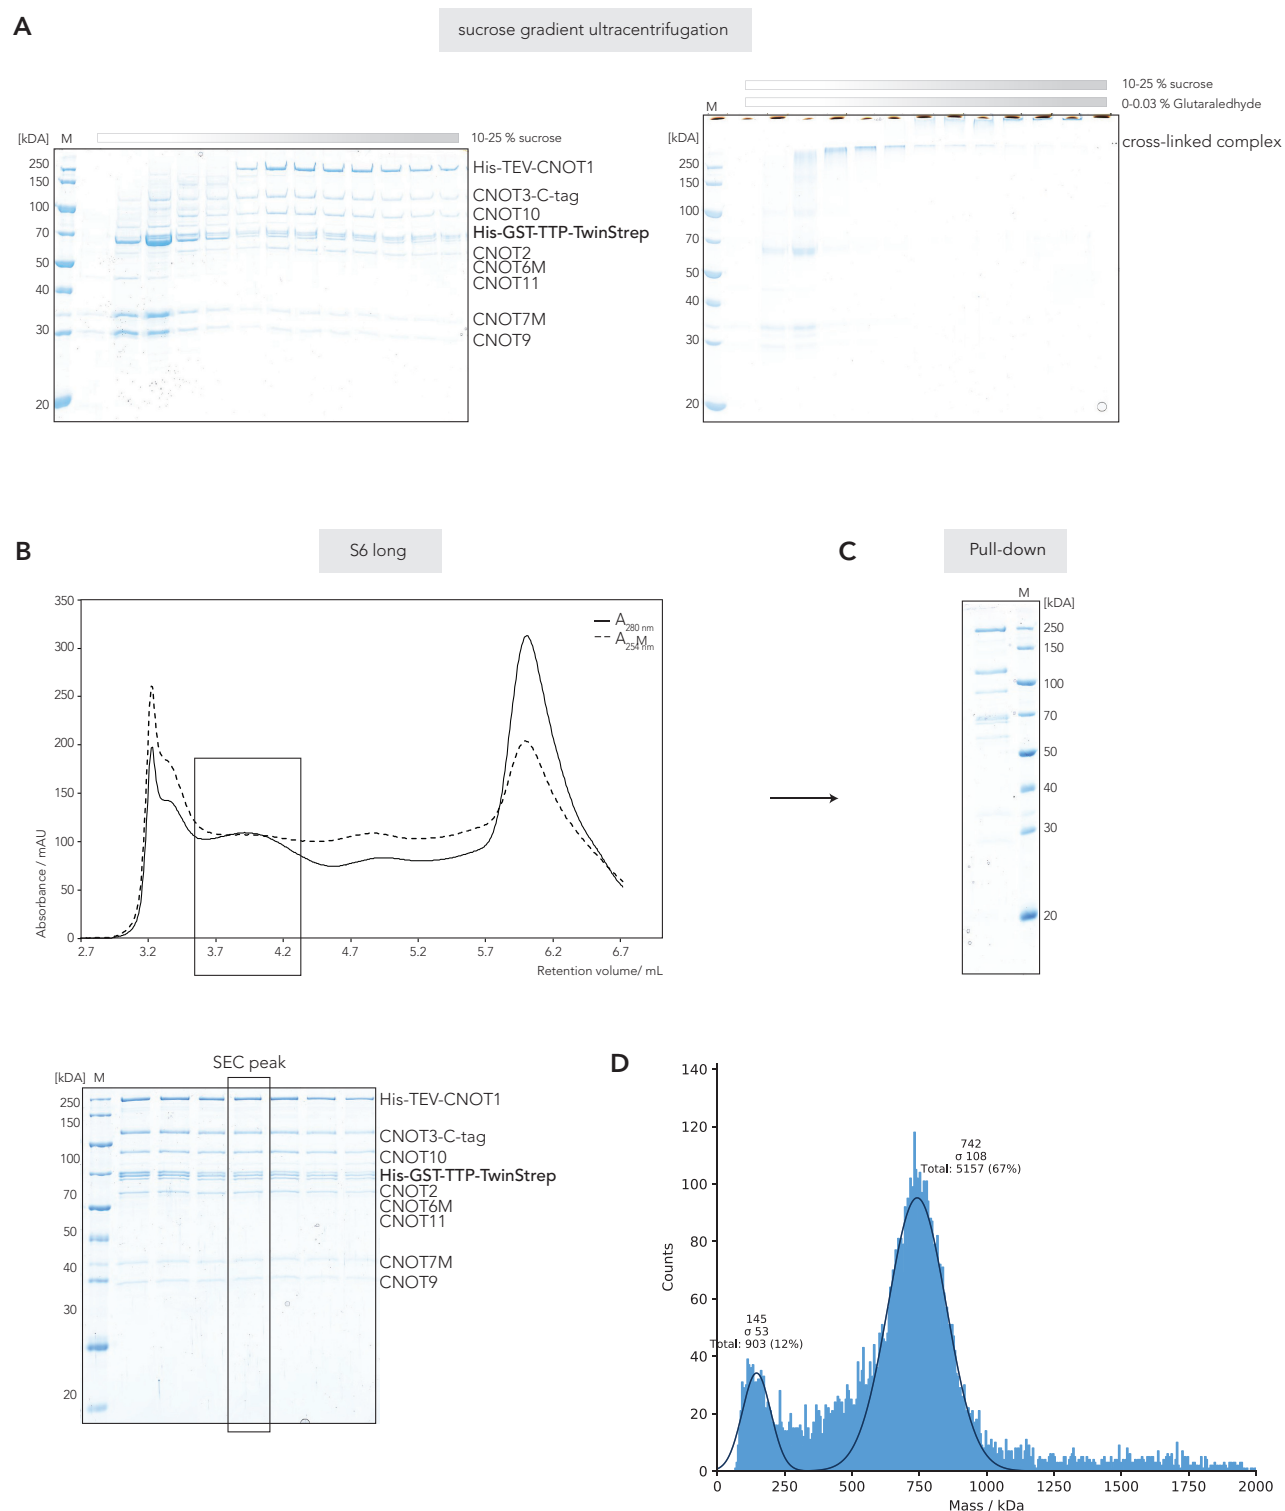 A
sucrose gradient ultracentrifugation
[kDA] M
10-25 % sucrose
250
150
100
70
50
40
30
20
His-TEV-CNOT1
CNOT3-C-tag
CNOT10
His-GST-TTP-TwinStrep
CNOT2
CNOT6M
CNOT11
CNOT7M
CNOT9
10-25 % sucrose
0-0.03 % Glutaraledhyde
M
[kDA]
cross-linked complex
250
150
100
70
50
40
30
20
B
S6 long
350
300
250
200
150
100
50
0
Absorbance / mAU
A280 nm
A254 nm
M
2.7 3.2 3.7 4.2 4.7 5.2 5.7 6.2 6.7
Retention volume/ mL
C
Pull-down
M
[kDA]
250
150
100
70
50
40
30
20
SEC peak
[kDA] M
250
150
100
70
50
40
30
20
His-TEV-CNOT1
CNOT3-C-tag
CNOT10
His-GST-TTP-TwinStrep
CNOT2
CNOT6M
CNOT11
CNOT7M
CNOT9
D
140
120
100
80
60
40
20
0
Counts
742
σ 108
Total: 5157 (67%)
145
σ 53
Total: 903 (12%)
0 250 500 750 1000 1250 1500 1750 2000
Mass / kDa